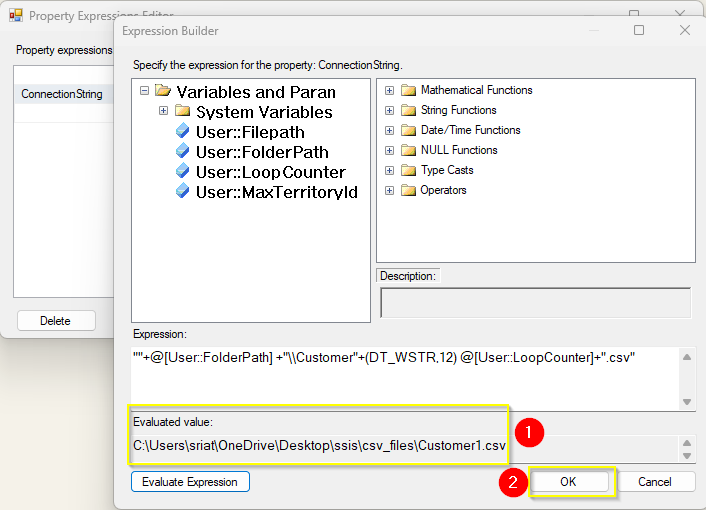 Property Expressions Editor
Expression Builder
Property expressions
Specify the expression for the property: ConnectionString.
ConnectionString
Variables and Paran
System Variables
User::Filepath
User::FolderPath
User::LoopCounter
User::MaxTerritoryId
Mathematical Functions
String Functions
Date/Time Functions
NULL Functions
Type Casts
Operators
Description:
Delete
Expression:
""+@[User::FolderPath] +"\\Customer"+(DT_WSTR,12) @[User::LoopCounter]+".csv"
Evaluated value:
1
C:\Users\sriat\OneDrive\Desktop\ssis\csv_files\Customer1.csv
Evaluate Expression
2
OK
Cancel